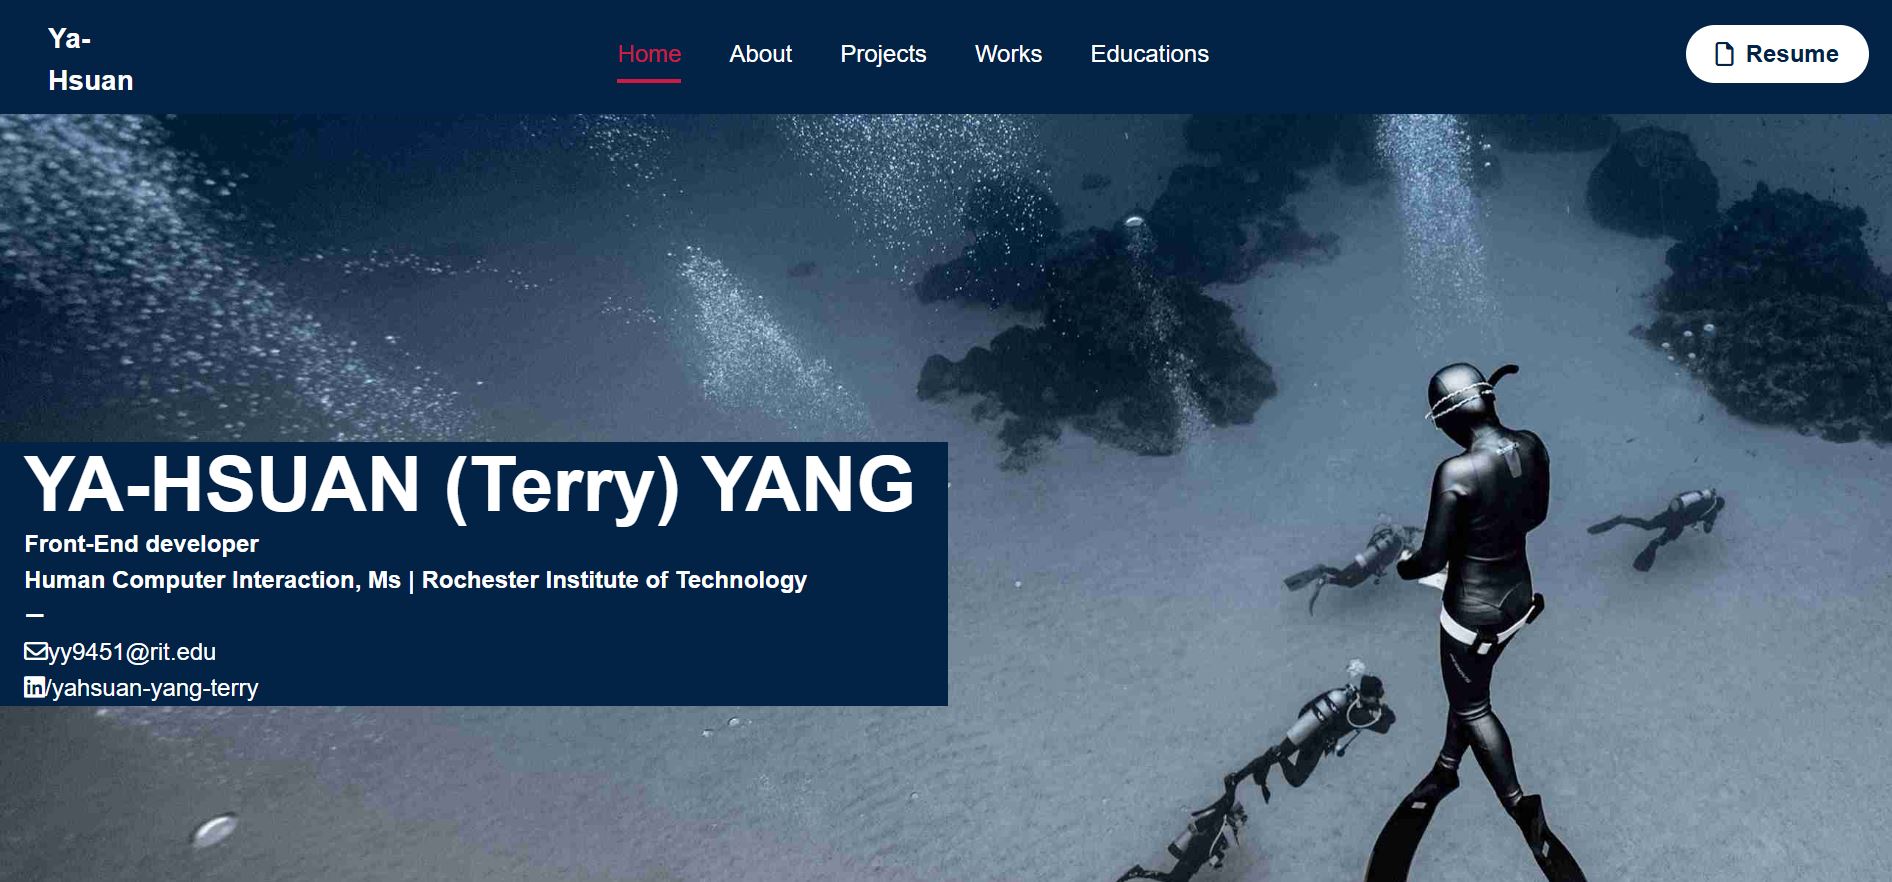 Ya-
Hsuan
Home About Projects Works Educations
Resume
YA-HSUAN (Terry) YANG
Front-End developer
Human Computer Interaction, Ms | Rochester Institute of Technology
—
yy9451@rit.edu
in/yahsuan-yang-terry